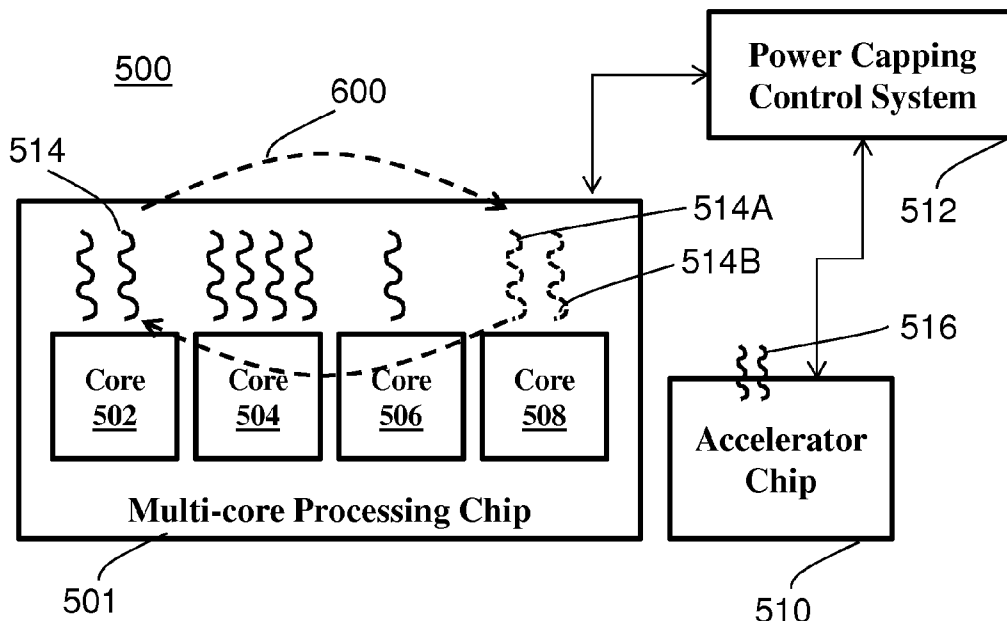 500
600
Power Capping
Control System
514
514A
512
514B
516
Core
502
Core
504
Core
506
Core
508
Accelerator
Chip
Multi-core Processing Chip
501
510